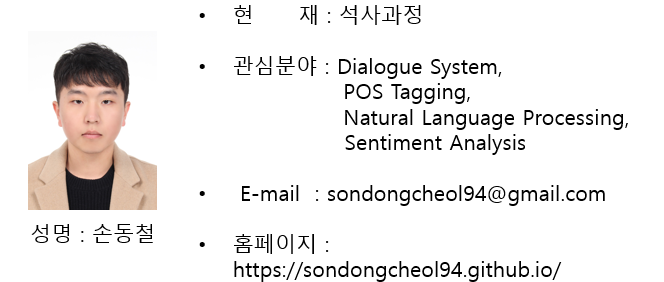 • 현 재 : 석사과정
• 관심분야 : Dialogue System,
POS Tagging,
Natural Language Processing,
Sentiment Analysis
• E-mail : sondongcheol94@gmail.com
성명 : 손동철
• 홈페이지 :
https://sondongcheol94.github.io/